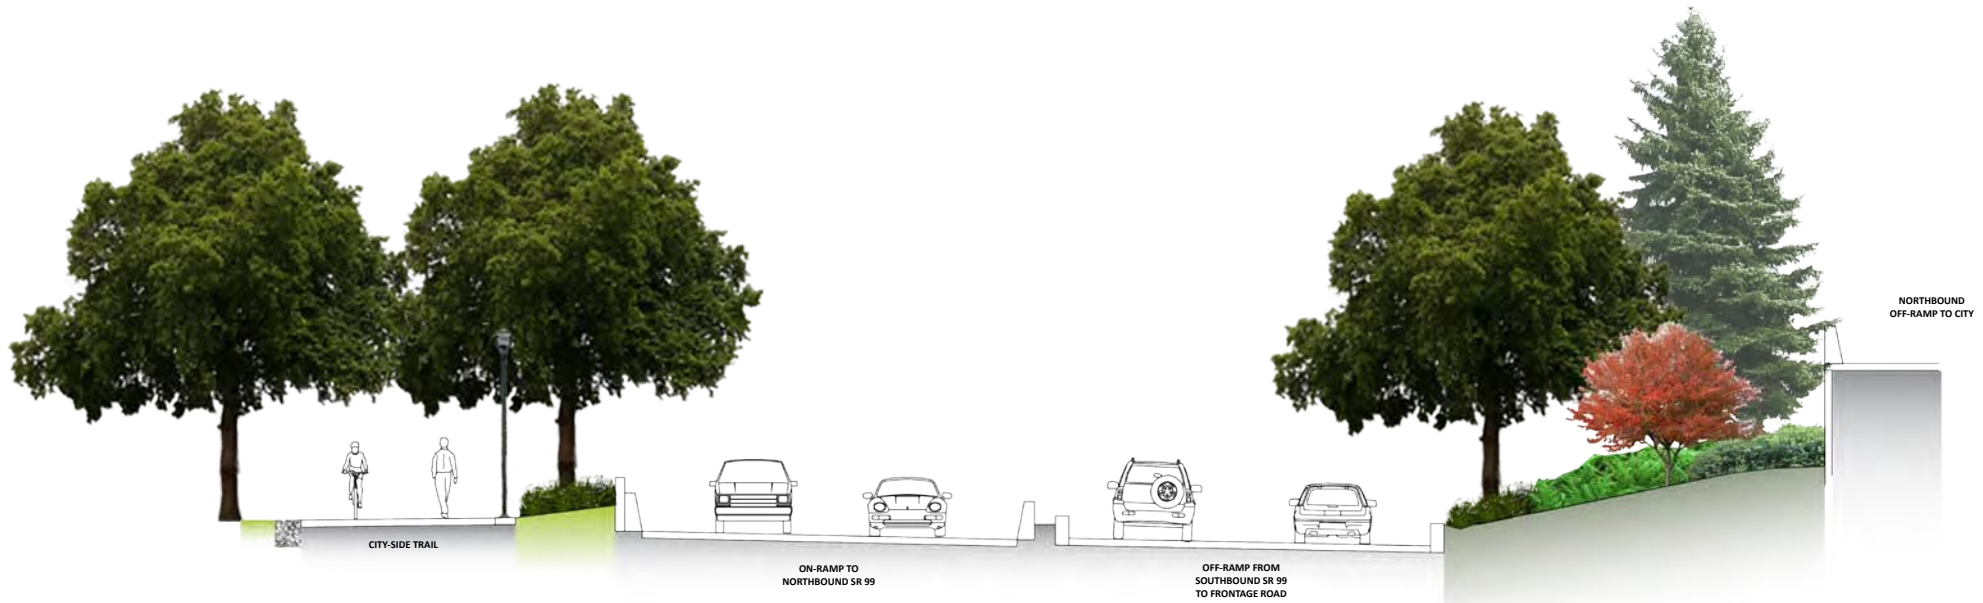 CITY-SIDE TRAIL
ON-RAMP TO
NORTHBOUND SR 99
OFF-RAMP FROM
SOUTHBOUND SR 99
TO FRONTAGE ROAD
NORTHBOUND
OFF-RAMP TO CITY